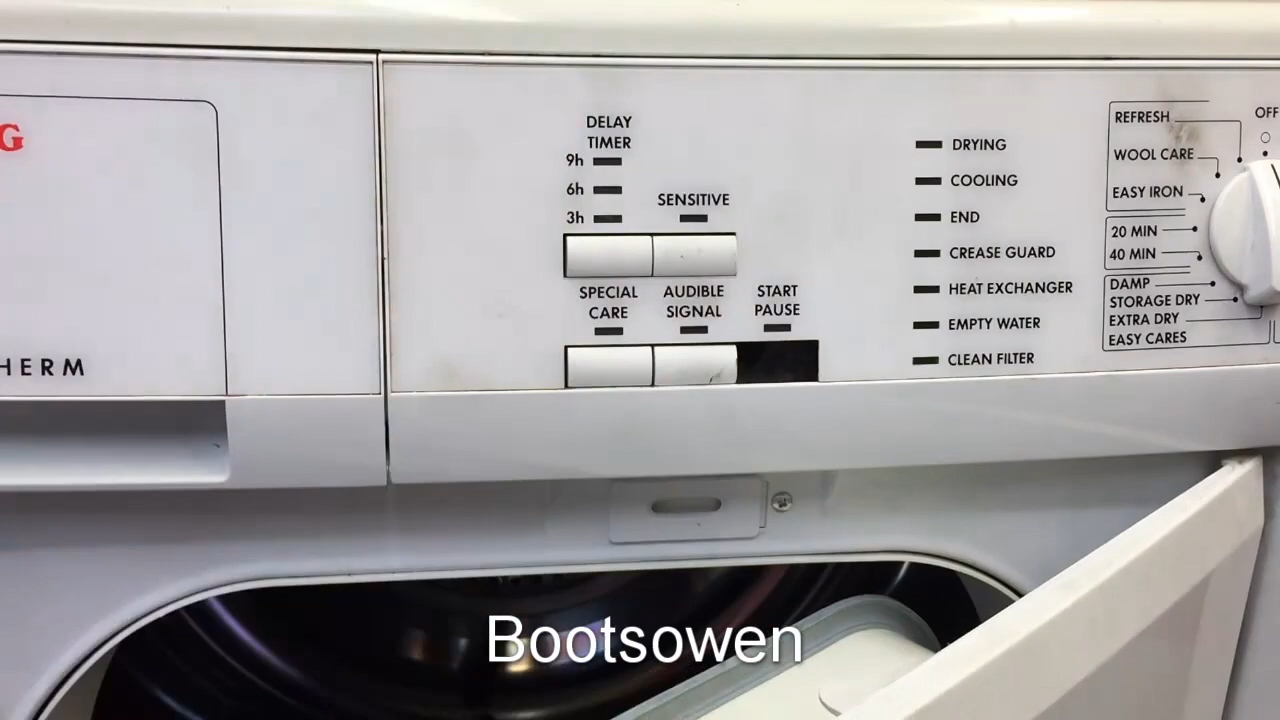 G
HERM
DELAY
TIMER
9h
6h
3h
SENSITIVE
SPECIAL
CARE
AUDIBLE
SIGNAL
START
PAUSE
DRYING
COOLING
END
CREASE GUARD
HEAT EXCHANGER
EMPTY WATER
CLEAN FILTER
OFF
REFRESH
WOOL CARE
EASY IRON
20 MIN
40 MIN
DAMP
STORAGE DRY
EXTRA DRY
EASY CARES
Bootsowen